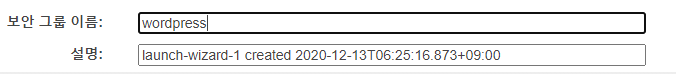 보안 그룹 이름: wordpress
설명: launch-wizard-1 created 2020-12-13T06:25:16.873+09:00